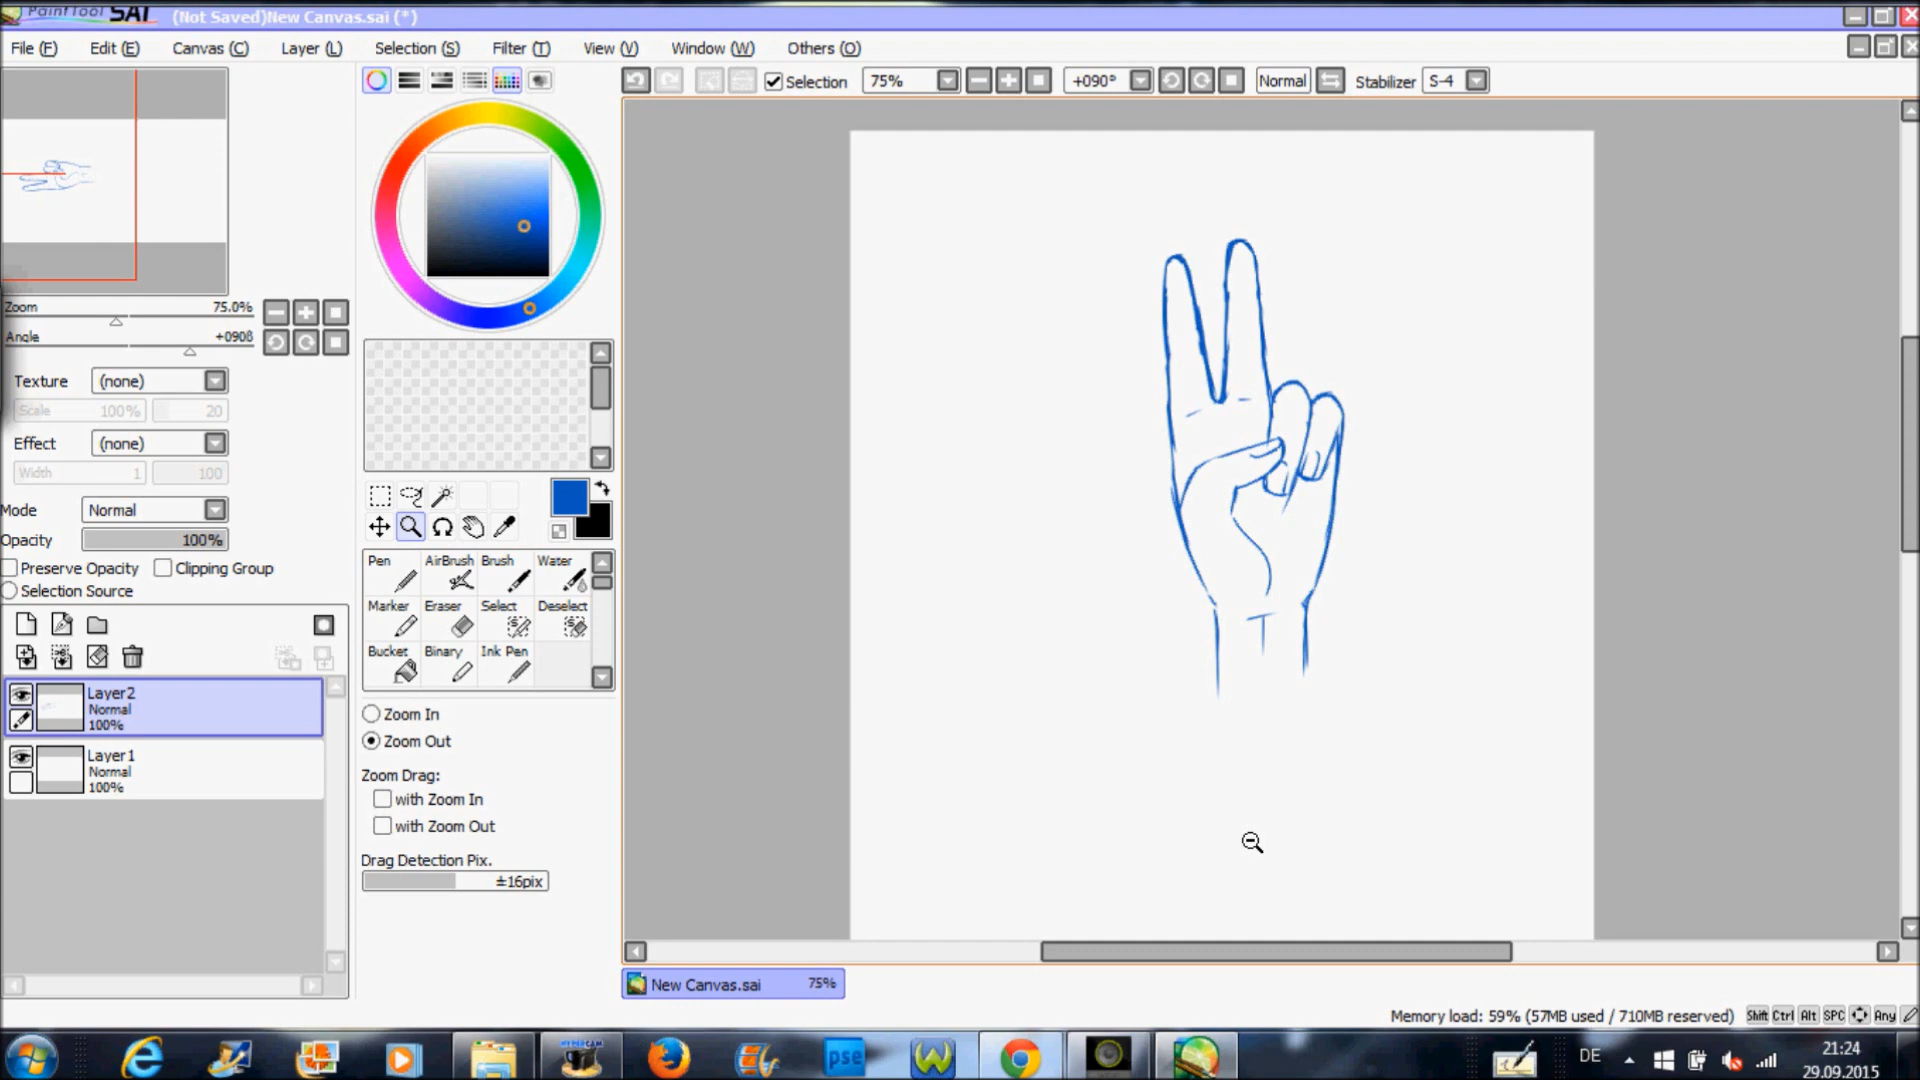 PaintTool SAI (Not Saved)New Canvas.sai (*)
File (F) Edit (E) Canvas (C) Layer (L) Selection (S) Filter (T) View (V) Window (W) Others (O)
Selection 75% +090° Normal Stabilizer S-4
Zoom 75.0%
Angle +090ß
Texture (none)
Scale 100% 20
Effect (none)
Width 1 100
Mode Normal
Opacity 100%
Preserve Opacity Clipping Group
Selection Source
Layer2
Normal
100%
Layer1
Normal
100%
Pen AirBrush Brush Water
Marker Eraser Select Deselect
Bucket Binary Ink Pen
Zoom In
Zoom Out
Zoom Drag:
with Zoom In
with Zoom Out
Drag Detection Pix.
±16pix
New Canvas.sai 75%
Memory load: 59% (57MB used / 710MB reserved) Shift Ctrl Alt SPC Any
HYPERCAM
pse
W
DE
21:24
29.09.2015